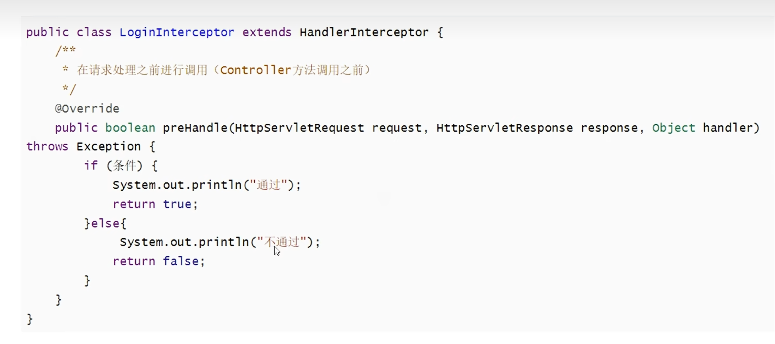 public class LoginInterceptor extends HandlerInterceptor {
/**
* 在请求处理之前进行调用（Controller方法调用之前）
*/
@Override
public boolean preHandle(HttpServletRequest request, HttpServletResponse response, Object handler)
throws Exception {
if (条件) {
System.out.println("通过");
return true;
}else{
System.out.println("不通过");
return false;
}
}
}